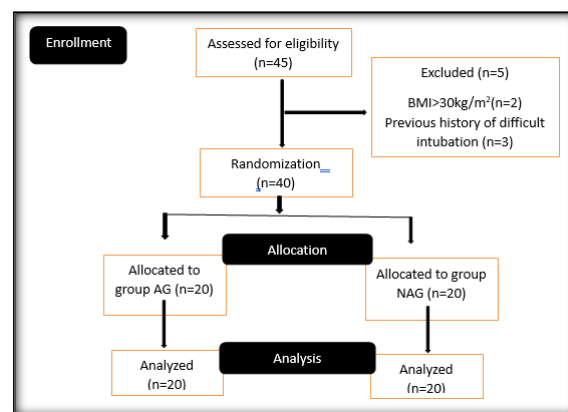 Enrollment
Assessed for eligibility
(n=45)
Excluded (n=5)
BMI>30kg/m²(n=2)
Previous history of difficult
intubation (n=3)
Randomization
(n=40)
Allocation
Allocated to
group AG (n=20)
Allocated to group
NAG (n=20)
Analysis
Analyzed
(n=20)
Analyzed
(n=20)